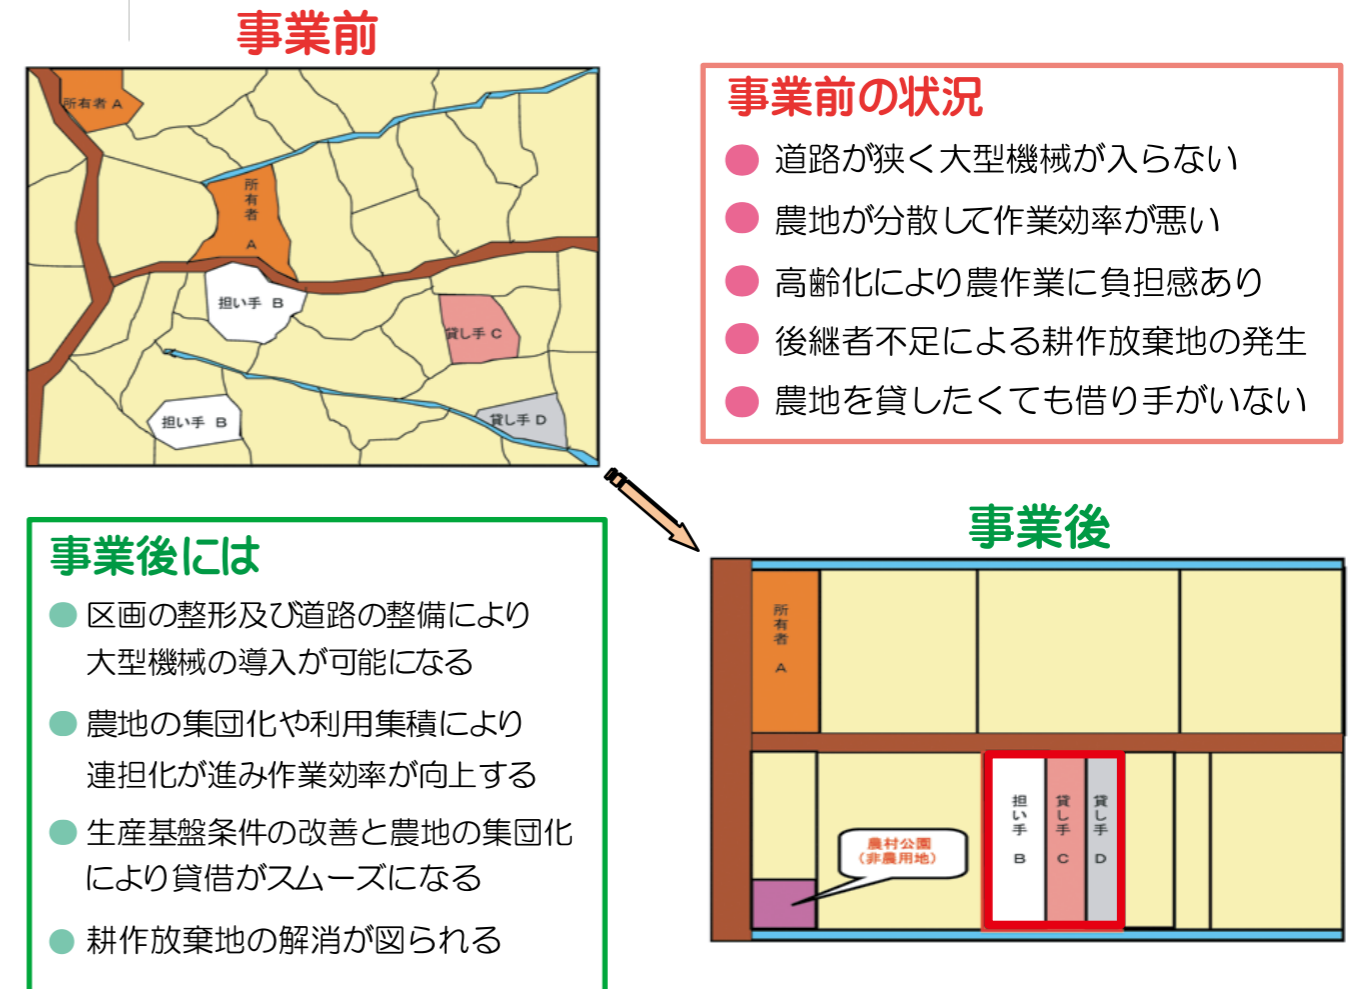 事業前
所有者 A
所有者 A
担い手 B
貸し手 C
担い手 B
貸し手 D
事業前の状況
道路が狭く大型機械が入らない
農地が分散して作業効率が悪い
高齢化により農作業に負担感あり
後継者不足による耕作放棄地の発生
農地を貸したくても借り手がいない
事業後には
区画の整形及び道路の整備により
大型機械の導入が可能になる
農地の集団化や利用集積により
連担化が進み作業効率が向上する
生産基盤条件の改善と農地の集団化
により貸借がスムーズになる
耕作放棄地の解消が図られる
事業後
所有者 A
担い手 B
貸し手 C
貸し手 D
農村公園
（非農用地）